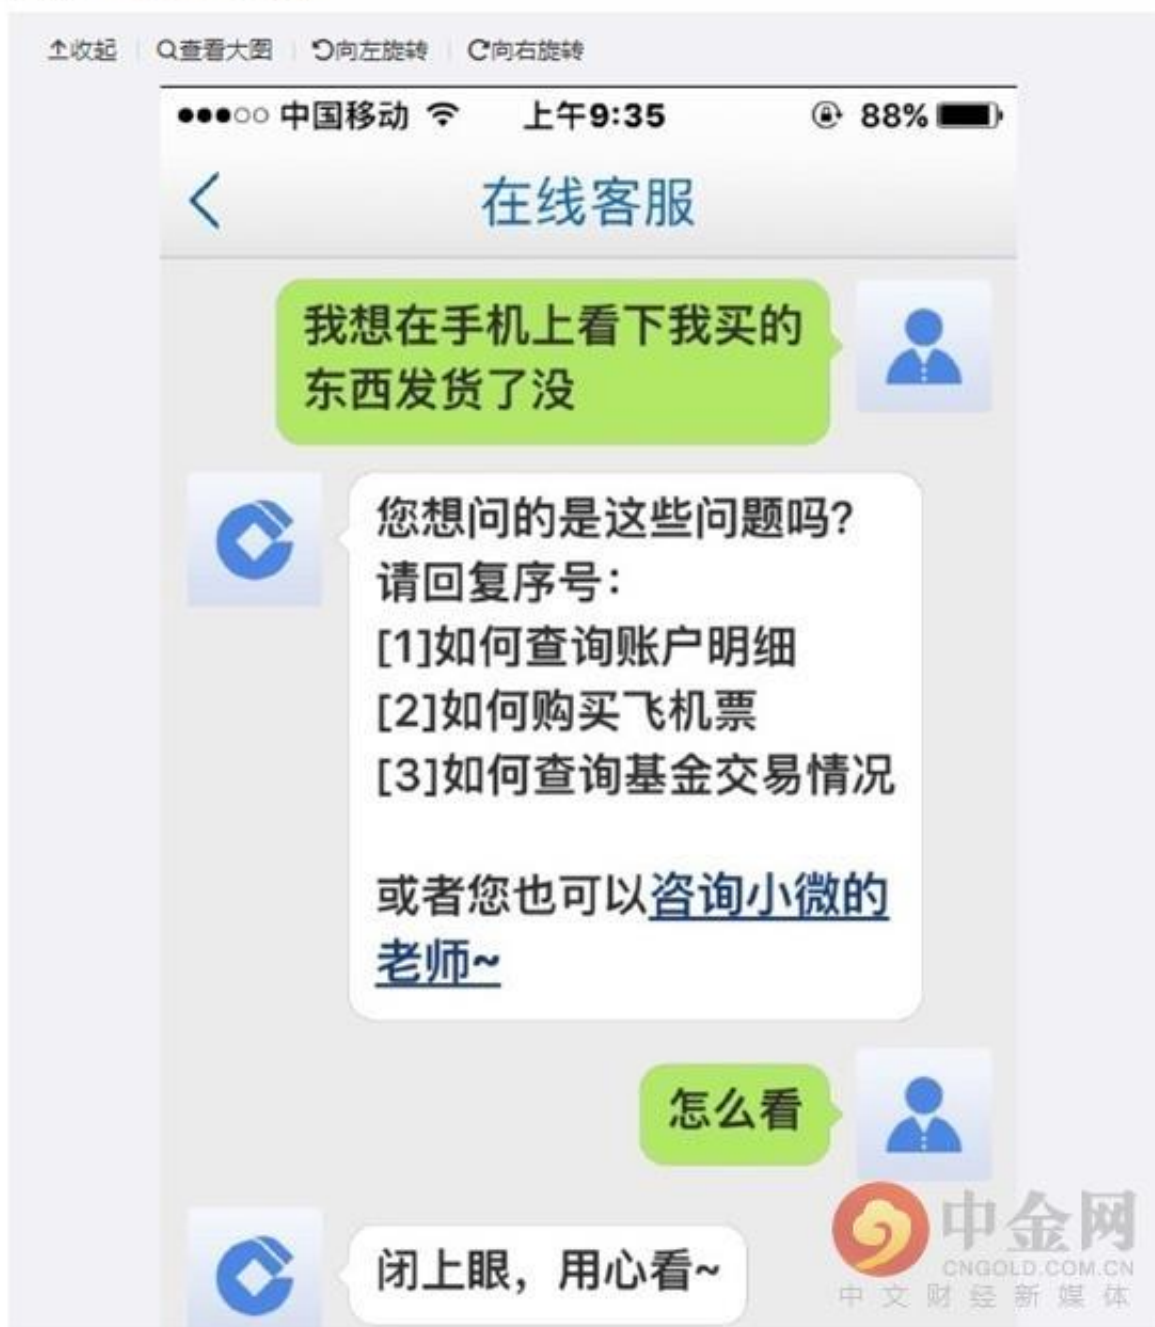 收起 查看大图 向左旋转 向右旋转
中国移动 上午9:35 88%
在线客服
我想在手机上看下我买的
东西发货了没
您想问的是这些问题吗?
请回复序号：
[1]如何查询账户明细
[2]如何购买飞机票
[3]如何查询基金交易情况
或者您也可以咨询小微的
老师~
怎么看
闭上眼，用心看~
中金网
CNGOLD.COM.CN
中文财经新媒体